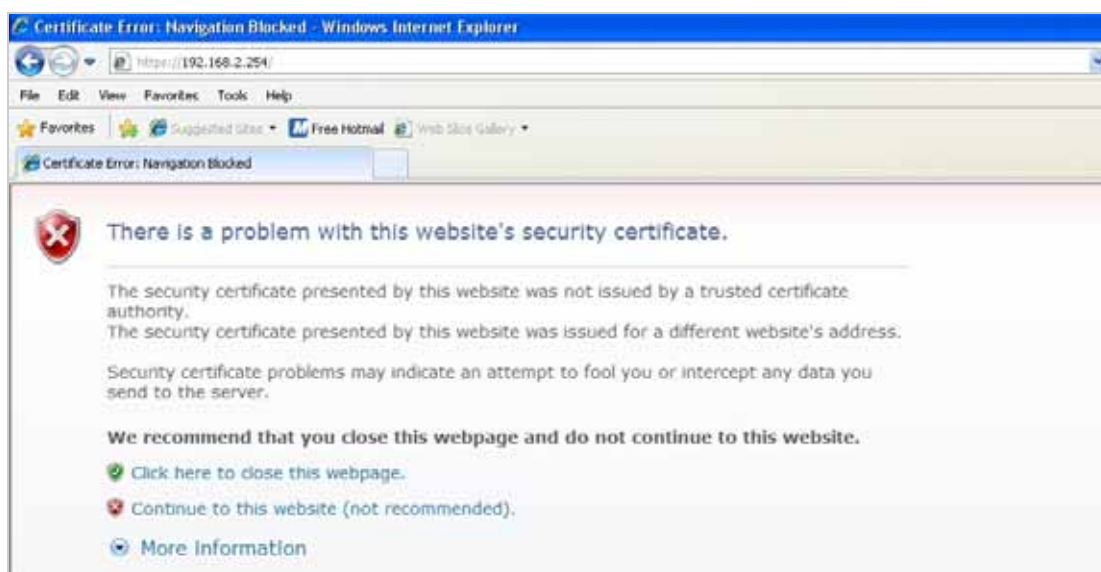 Certificate Error: Navigation Blocked - Windows Internet Explorer
https://192.168.2.254/
File Edit View Favorites Tools Help
Favorites Suggested Sites Free Hotmail Web Slice Gallery
Certificate Error: Navigation Blocked
There is a problem with this website's security certificate.
The security certificate presented by this website was not issued by a trusted certificate
authority.
The security certificate presented by this website was issued for a different website's address.
Security certificate problems may indicate an attempt to fool you or intercept any data you
send to the server.
We recommend that you close this webpage and do not continue to this website.
Click here to close this webpage.
Continue to this website (not recommended).
More information